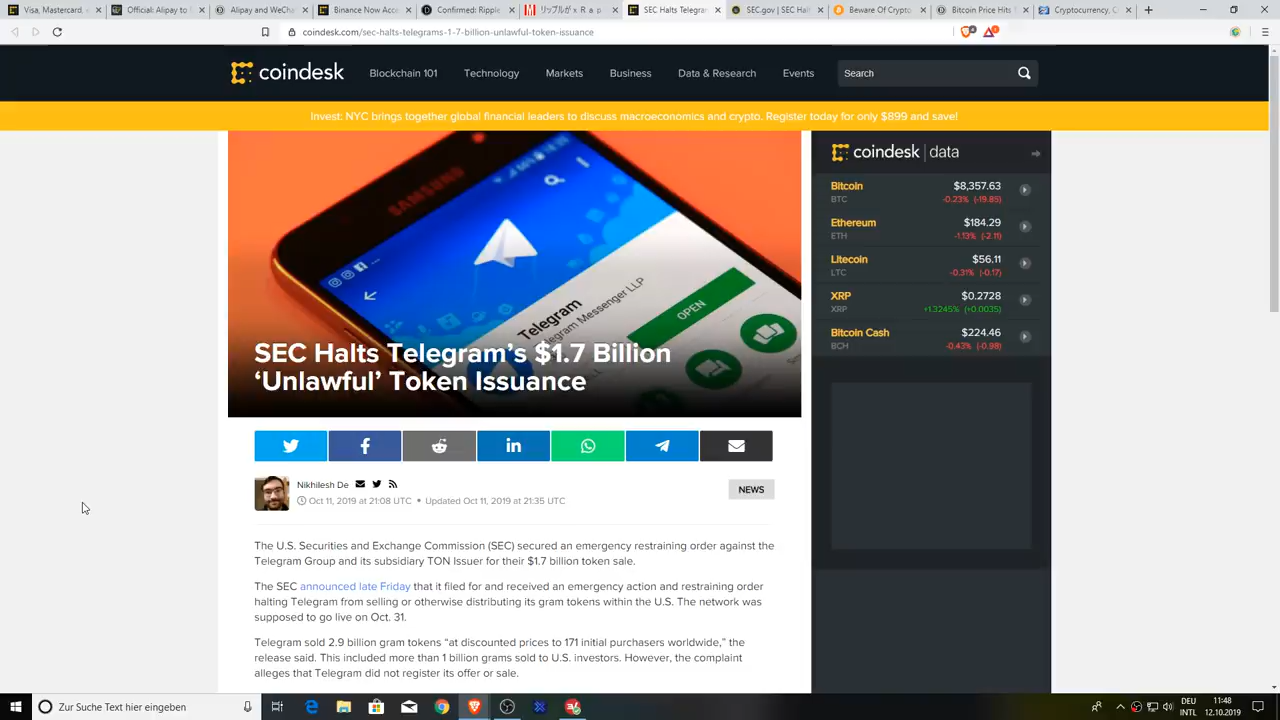 Visa, Mastercard,
Official: Alipay to
Alipay and WeCh
Binance Now Acce
Confirmed: Ripple
リップルが x R a p
SEC Halts Telegram
SEC.gov | SEC Halt
Beware Of Crypto
Bitcoin Price Hits
Cryptocurrency, C
coindesk.com/sec-halts-telegrams-1-7-billion-unlawful-token-issuance
coindesk
Blockchain 101
Technology
Markets
Business
Data & Research
Events
Search
Invest: NYC brings together global financial leaders to discuss macroeconomics and crypto. Register today for only $899 and save!
SAMSUNG
Telegram
Telegram Messenger LLP
OPEN
SEC Halts Telegram's $1.7 Billion
'Unlawful' Token Issuance
Nikhilesh De
Oct 11, 2019 at 21:08 UTC • Updated Oct 11, 2019 at 21:35 UTC
NEWS
The U.S. Securities and Exchange Commission (SEC) secured an emergency restraining order against the
Telegram Group and its subsidiary TON Issuer for their $1.7 billion token sale.
The SEC announced late Friday that it filed for and received an emergency action and restraining order
halting Telegram from selling or otherwise distributing its gram tokens within the U.S. The network was
supposed to go live on Oct. 31.
Telegram sold 2.9 billion gram tokens “at discounted prices to 171 initial purchasers worldwide,” the
release said. This included more than 1 billion grams sold to U.S. investors. However, the complaint
alleges that Telegram did not register its offer or sale.
coindesk | data
Bitcoin $8,357.63
BTC -0.23% (-19.85)
Ethereum $184.29
ETH -1.13% (-2.11)
Litecoin $56.11
LTC -0.31% (-0.17)
XRP $0.2728
XRP +1.3245% (+0.0035)
Bitcoin Cash $224.46
BCH -0.43% (-0.98)
Zur Suche Text hier eingeben
DEU
INTL
11:48
12.10.2019